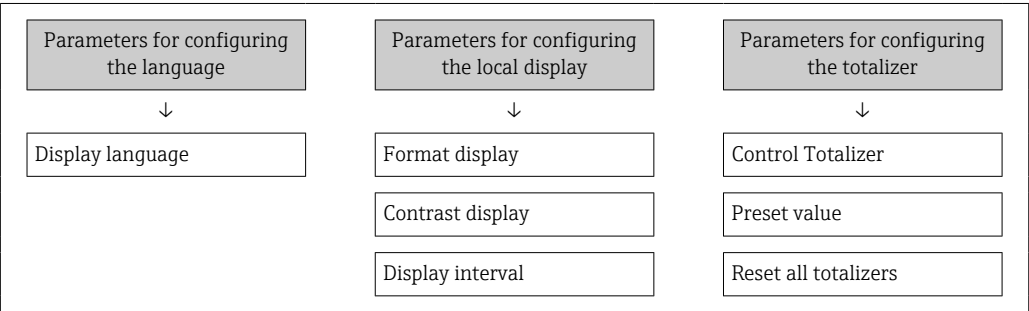 Parameters for configuring
the language
↓
Display language
Parameters for configuring
the local display
↓
Format display
Contrast display
Display interval
Parameters for configuring
the totalizer
↓
Control Totalizer
Preset value
Reset all totalizers